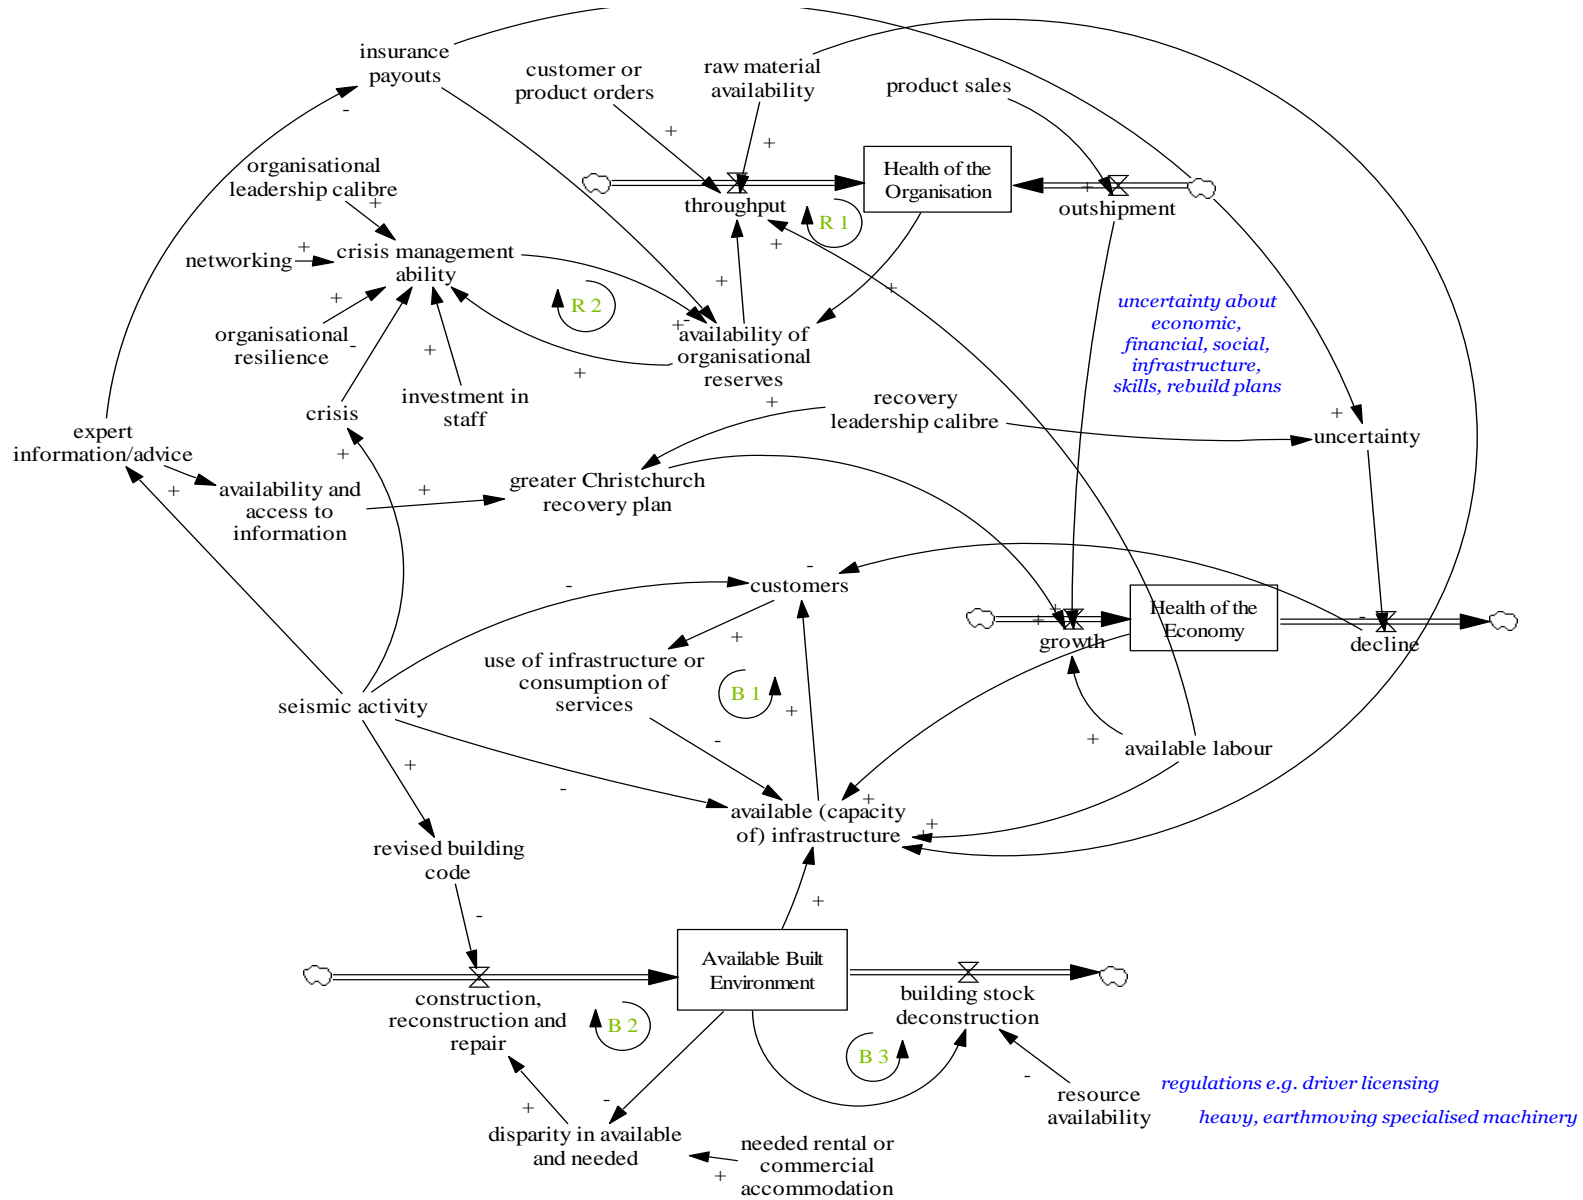 insurance
payouts
customer or
product orders
raw material
availability
product sales
-
+
+
organisational
leadership calibre
+
Health of the
Organisation
+
throughput
R 1
outshipment
networking
+
crisis management
ability
+
+
+
+
R 2
organisational
resilience
-
+
+
-
availability of
organisational
reserves
uncertainty about
economic,
financial, social,
infrastructure,
skills, rebuild plans
+
investment in
staff
+
crisis
+
recovery
leadership calibre
+
uncertainty
expert
information/advice
+
+
availability and
access to
information
+
greater Christchurch
recovery plan
-
-
customers
+
+
growth
Health of the
Economy
-
decline
+
use of infrastructure or
consumption of
services
B 1
seismic activity
+
-
+
available labour
+
-
+
available (capacity
of) infrastructure
+
+
revised building
code
-
+
Available Built
Environment
construction,
reconstruction and
repair
B 2
building stock
deconstruction
B 3
-
resource
availability
regulations e.g. driver licensing
heavy, earthmoving specialised machinery
-
+
disparity in available
and needed
+
needed rental or
commercial
accommodation